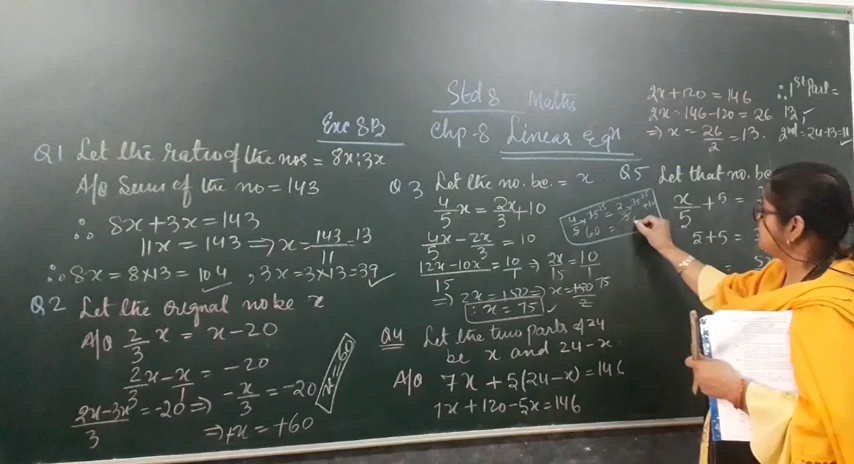 Std 8 Maths
Exc 8B
Chp-8 Linear eqn
Q1 Let the ratio of the nos = 8x:3x
A/Q Sum of the no = 143
∴ 8x + 3x = 143
11x = 143 ⇒ x = 143/11 = 13
∴ 8x = 8×13 = 104, 3x = 3×13 = 39 ✓
Q2 Let the orignal no be x
A/Q 2/3 x = x - 20
2x/3 - x/1 = -20
2x-3x/3 = -20 ⇒ -x/3 = -20
⇒ +x = +60
x = 60
Q3 Let the no. be = x
4/5 x = 2x/3 + 10
4x/5 - 2x/3 = 10
12x-10x/15 = 10/1 ⇒ 2x/15 = 10/1
⇒ 2x = 150 ⇒ x = 150/2 75
∴ x = 75 ✓
60 =
Q4 Let the two parts of 24
be x and 24-x
A/Q 7x + 5(24-x) = 146
7x + 120 - 5x = 146
2x + 120 = 146
2x = 146 - 120 = 26
⇒ x = 26/2 = 13.
∴ 1st Part =
13 ✓
2nd = 24-13 = 11 ✓
Q5 Let that no. be
x/5 + 5 =